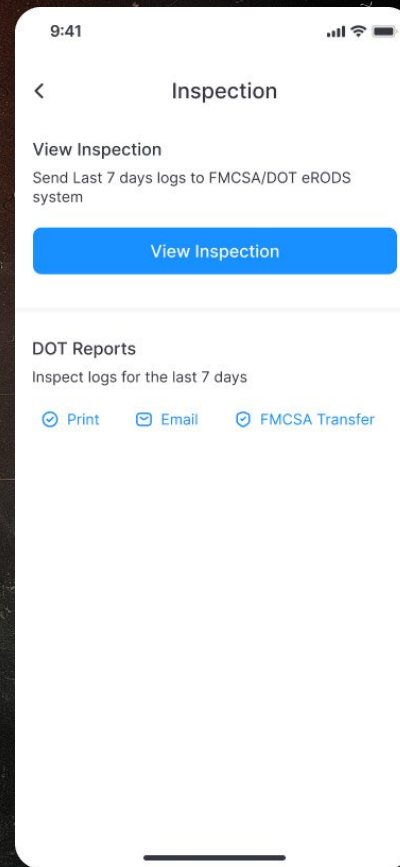 9:41
Inspection
View Inspection
Send Last 7 days logs to FMCSA/DOT eRODS
system
View Inspection
DOT Reports
Inspect logs for the last 7 days
Print Email FMCSA Transfer